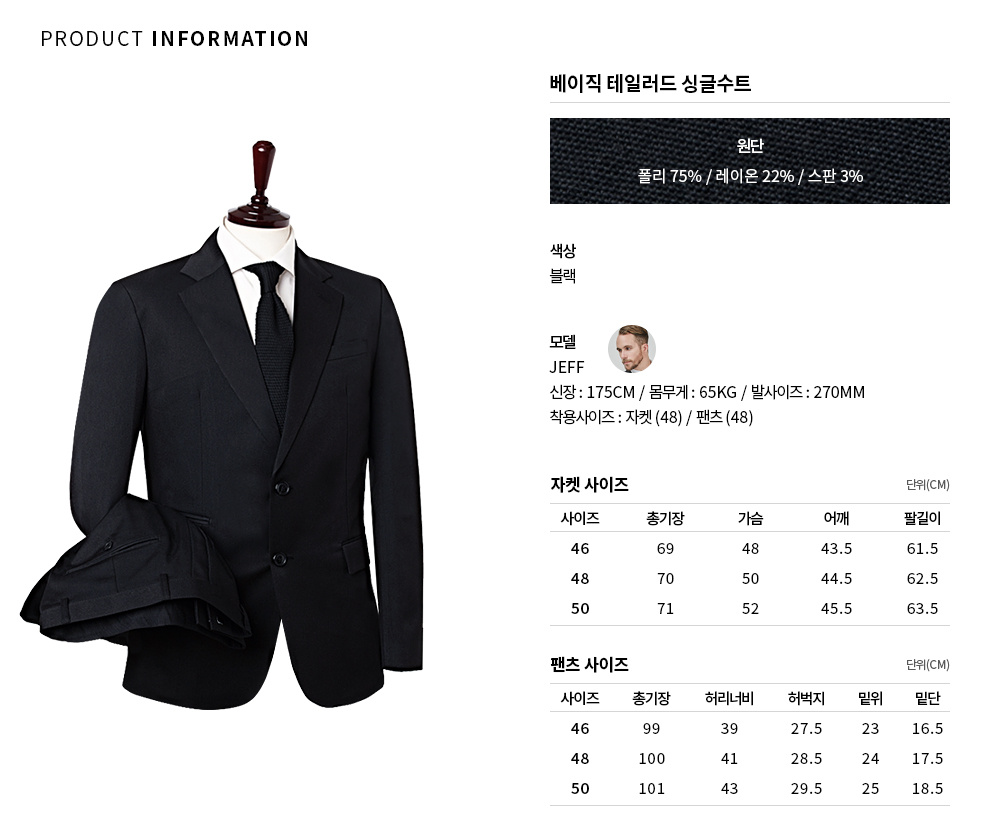 PRODUCT INFORMATION
베이직 테일러드 싱글수트
원단
폴리 75% / 레이온 22% / 스판 3%
색상
블랙
모델
JEFF
신장 : 175CM / 몸무게 : 65KG / 발사이즈 : 270MM
착용사이즈 : 자켓 (48) / 팬츠 (48)
자켓 사이즈 단위(CM)
사이즈 총기장 가슴 어깨 팔길이
46 69 48 43.5 61.5
48 70 50 44.5 62.5
50 71 52 45.5 63.5
팬츠 사이즈 단위(CM)
사이즈 총기장 허리너비 허벅지 밑위 밑단
46 99 39 27.5 23 16.5
48 100 41 28.5 24 17.5
50 101 43 29.5 25 18.5